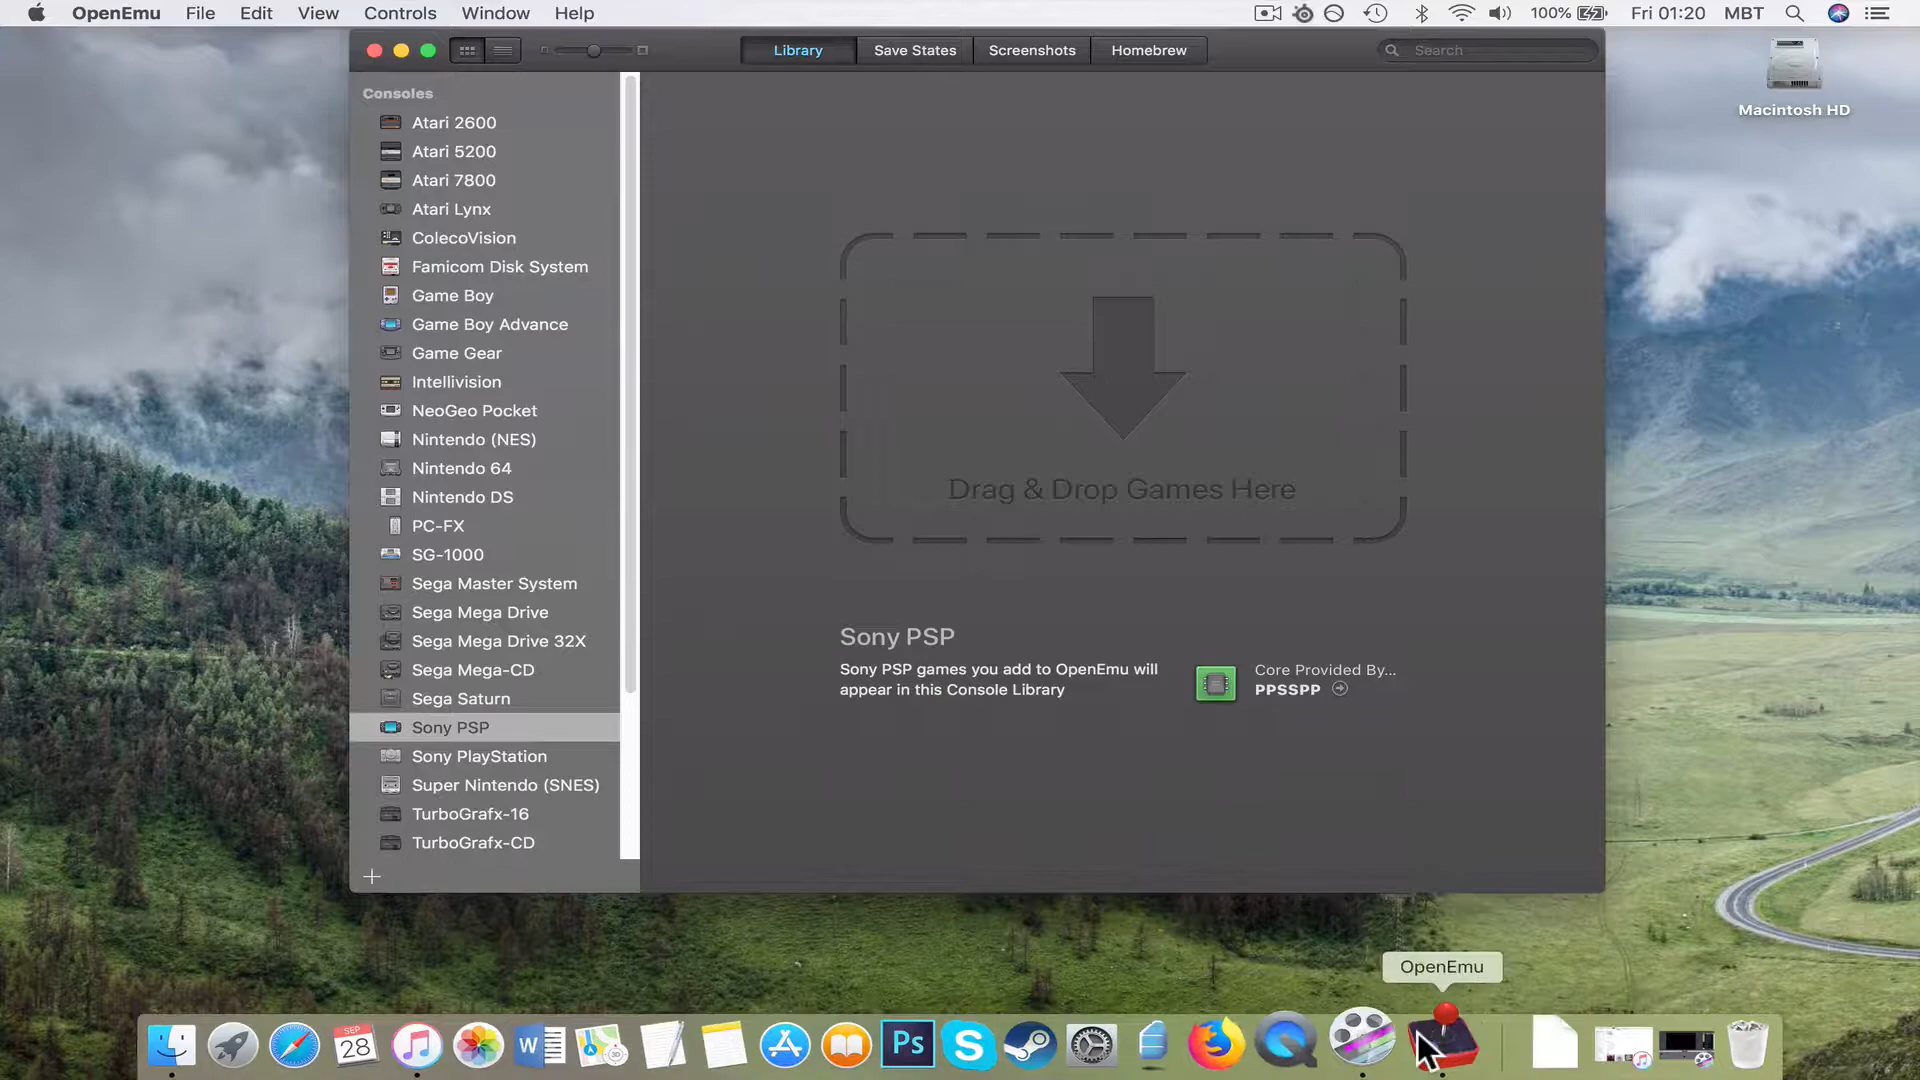 OpenEmu File Edit View Controls Window Help 100% Fri 01:20 MBT
Library Save States Screenshots Homebrew Search
Macintosh HD
Consoles
Atari 2600
Atari 5200
Atari 7800
Atari Lynx
ColecoVision
Famicom Disk System
Game Boy
Game Boy Advance
Game Gear
Intellivision
NeoGeo Pocket
Nintendo (NES)
Nintendo 64
Nintendo DS
PC-FX
SG-1000
Sega Master System
Sega Mega Drive
Sega Mega Drive 32X
Sega Mega-CD
Sega Saturn
Sony PSP
Sony PlayStation
Super Nintendo (SNES)
TurboGrafx-16
TurboGrafx-CD
Drag & Drop Games Here
Sony PSP
Sony PSP games you add to OpenEmu will
appear in this Console Library
Core Provided By...
PPSSPP
OpenEmu
SEP
28
W
Ps
S